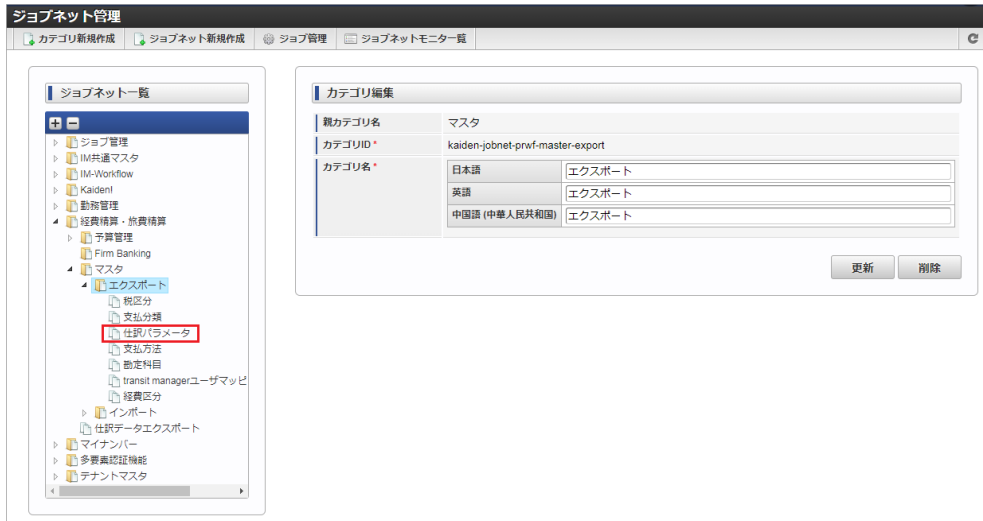 ジョブネット管理
カテゴリ新規作成 ジョブネット新規作成 ジョブ管理 ジョブネットモニター覧
ジョブネット一覧
ジョブ管理
IM共通マスタ
IM-Workflow
Kaiden!
勤務管理
経費精算・旅費精算
予算管理
Firm Banking
マスタ
エクスポート
税区分
支払分類
仕訳パラメータ
支払方法
勘定科目
transit managerユーザマッピ
経費区分
インポート
仕訳データエクスポート
マイナンバー
多要素認証機能
テナントマスタ
カテゴリ編集
親カテゴリ名 マスタ
カテゴリID* kaiden-jobnet-prwf-master-export
カテゴリ名* 日本語 エクスポート
英語 エクスポート
中国語 (中華人民共和国) エクスポート
更新 削除